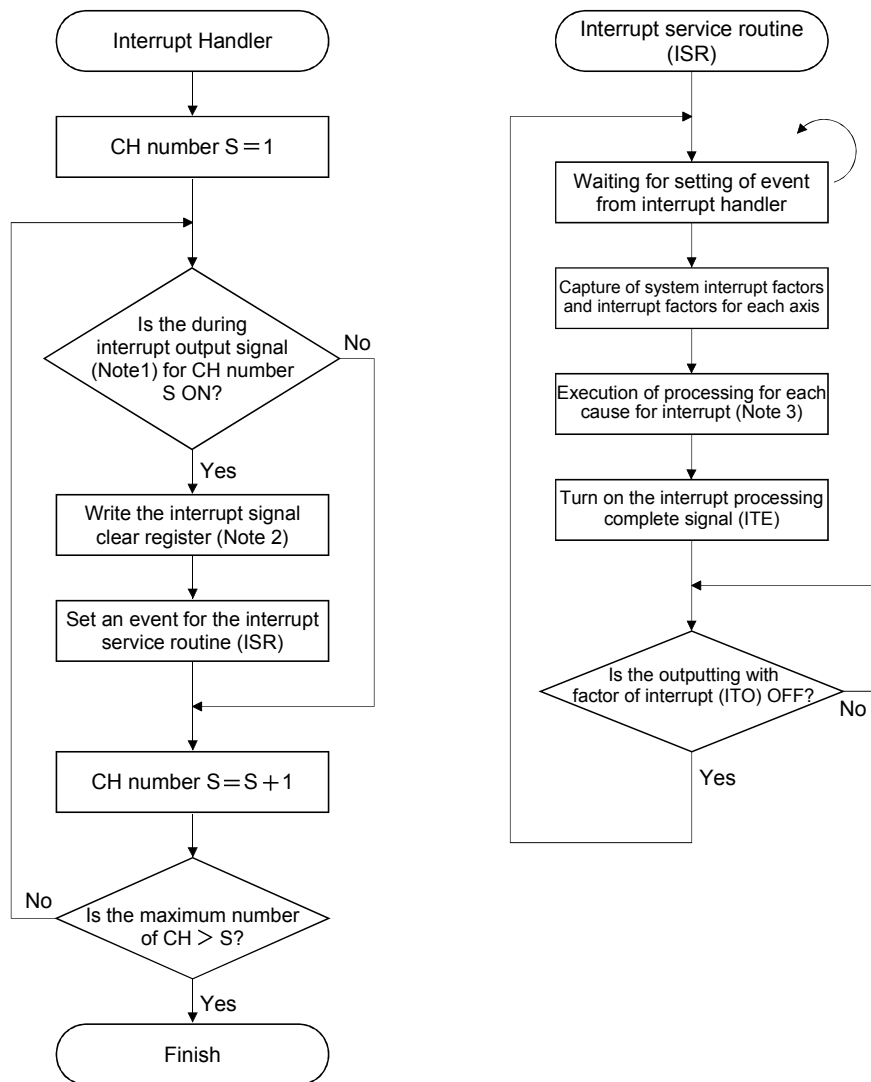 Interrupt Handler
CH number S＝1
Is the during
interrupt output signal
(Note1) for CH number
S ON?
No
Yes
Write the interrupt signal
clear register (Note 2)
Set an event for the interrupt
service routine (ISR)
CH number S＝S＋1
No
Is the maximum number
of CH＞S?
Yes
Finish
Interrupt service routine
(ISR)
Waiting for setting of event
from interrupt handler
Capture of system interrupt factors
and interrupt factors for each axis
Execution of processing for each
cause for interrupt (Note 3)
Turn on the interrupt processing
complete signal (ITE)
Is the outputting with
factor of interrupt (ITO) OFF?
No
Yes